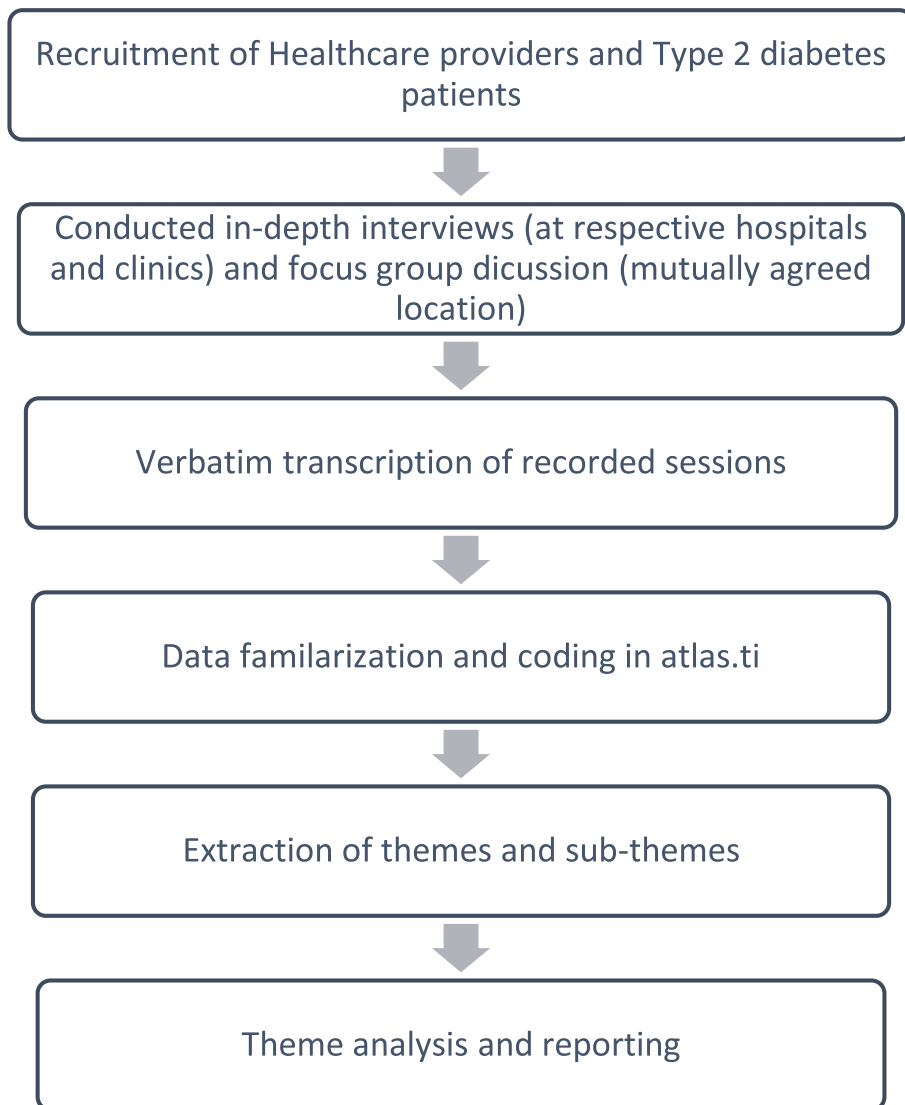 Recruitment of Healthcare providers and Type 2 diabetes
patients
Conducted in-depth interviews (at respective hospitals
and clinics) and focus group dicussion (mutually agreed
location)
Verbatim transcription of recorded sessions
Data familarization and coding in atlas.ti
Extraction of themes and sub-themes
Theme analysis and reporting